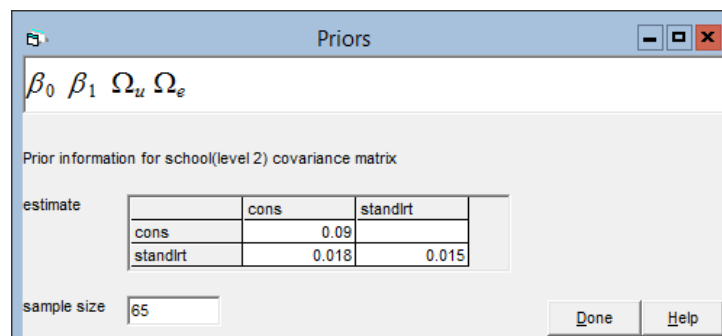 Priors
β₀ β₁ Ωᵤ Ωₑ
Prior information for school(level 2) covariance matrix
estimate
cons standlrt
cons 0.09
standlrt 0.018 0.015
sample size 65
Done Help